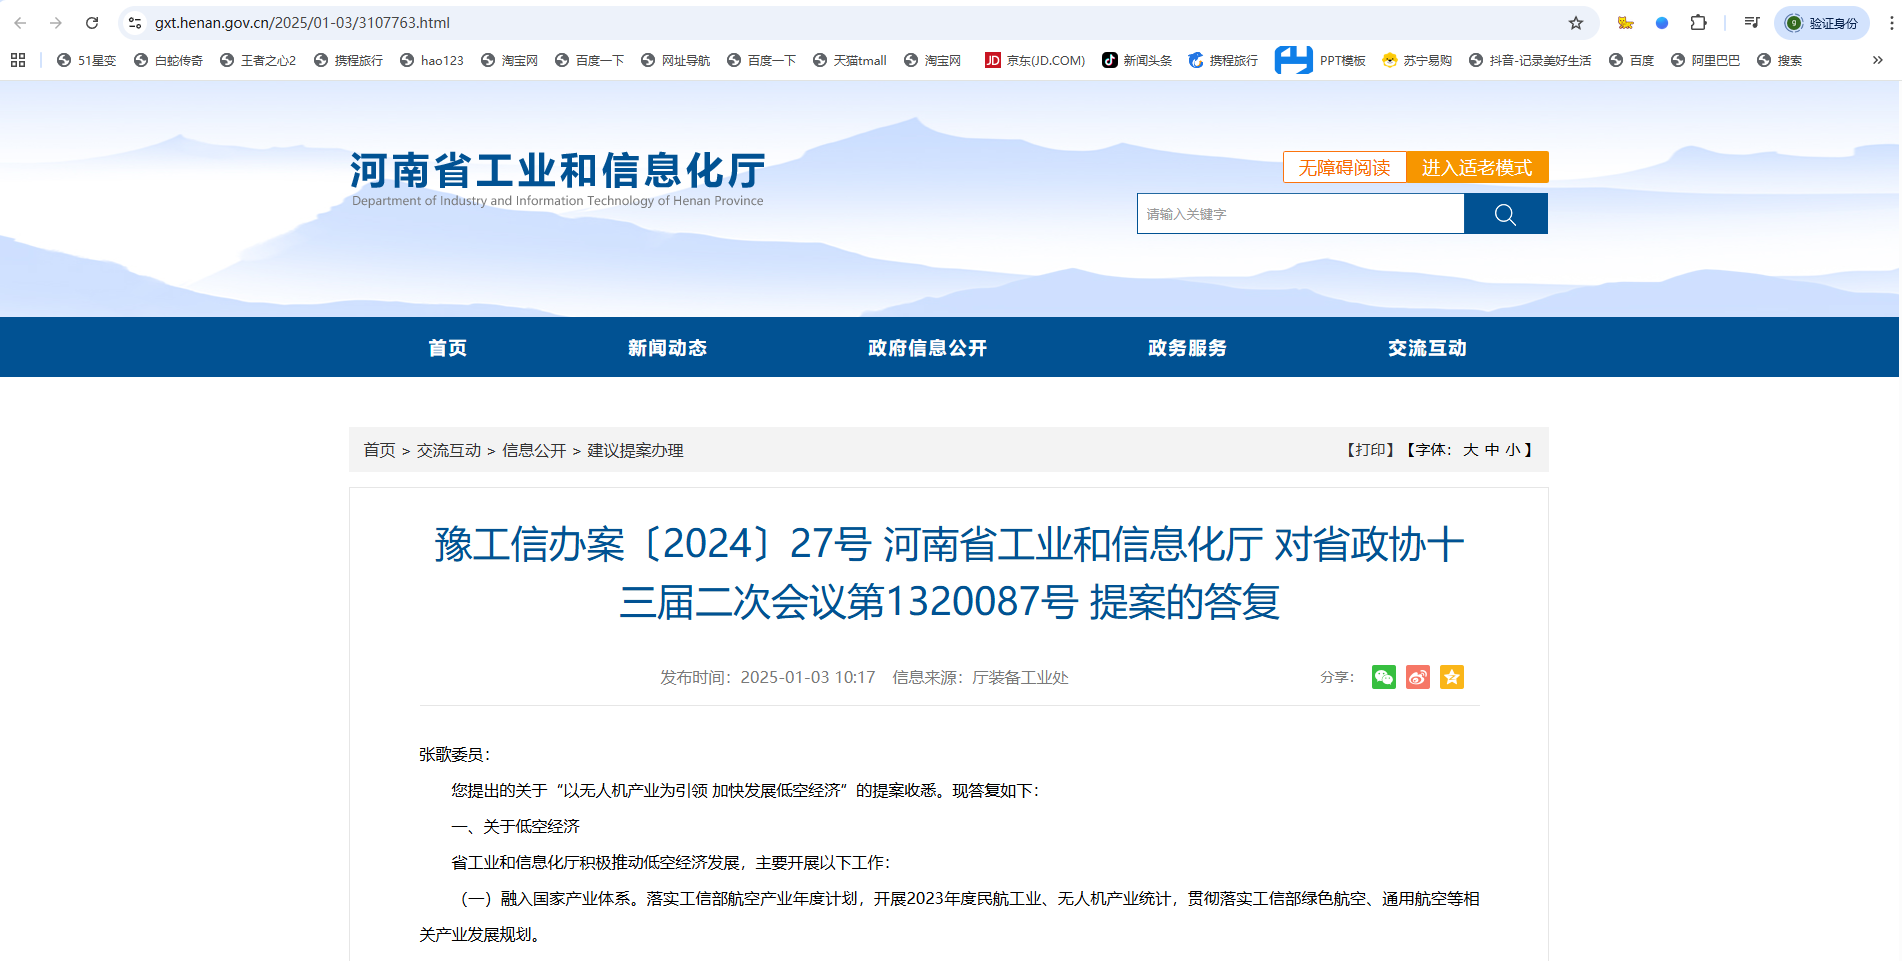 gxt.henan.gov.cn/2025/01-03/3107763.html
验证身份
51星变 白蛇传奇 王者之心2 携程旅行 hao123 淘宝网 百度一下 网址导航 百度一下 天猫tmall 淘宝网 JD 京东(JD.COM) 新闻头条 携程旅行 PPT模板 苏宁易购 抖音-记录美好生活 百度 阿里巴巴 搜索 »
河南省工业和信息化厅
Department of Industry and Information Technology of Henan Province
无障碍阅读 进入适老模式
请输入关键字
首页 新闻动态 政府信息公开 政务服务 交流互动
首页 > 交流互动 > 信息公开 > 建议提案办理
【打印】【字体: 大 中 小 】
豫工信办案〔2024〕27号 河南省工业和信息化厅 对省政协十
三届二次会议第1320087号 提案的答复
发布时间：2025-01-03 10:17 信息来源：厅装备工业处
分享：
张歌委员：
您提出的关于“以无人机产业为引领 加快发展低空经济”的提案收悉。现答复如下：
一、关于低空经济
省工业和信息化厅积极推动低空经济发展，主要开展以下工作：
（一）融入国家产业体系。落实工信部航空产业年度计划，开展2023年度民航工业、无人机产业统计，贯彻落实工信部绿色航空、通用航空等相
关产业发展规划。